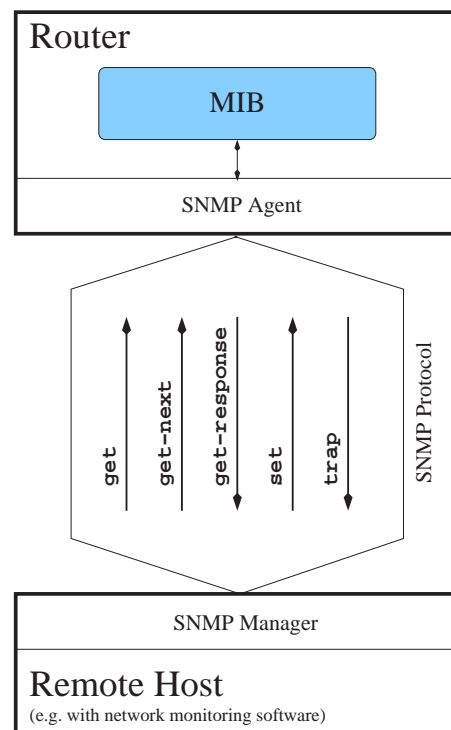 Router
MIB
SNMP Agent
get
get-next
get-response
set
trap
SNMP Protocol
SNMP Manager
Remote Host
(e.g. with network monitoring software)